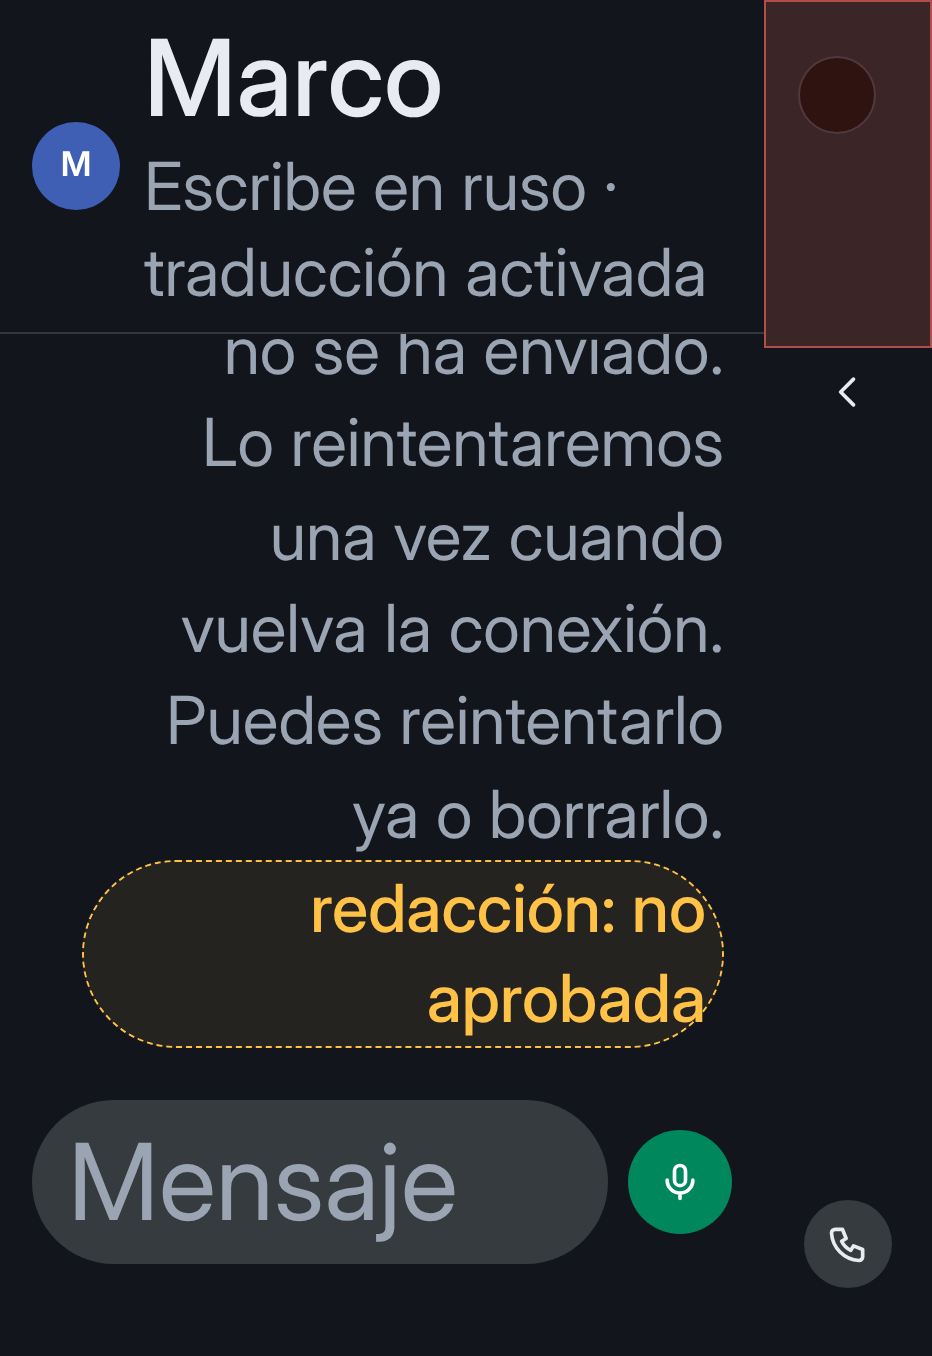 Marco
M
Escribe en ruso ·
traducción activada
no se ha enviado.
Lo reintentaremos
una vez cuando
vuelva la conexión.
Puedes reintentarlo
ya o borrarlo.
redacción: no
aprobada
Mensaje